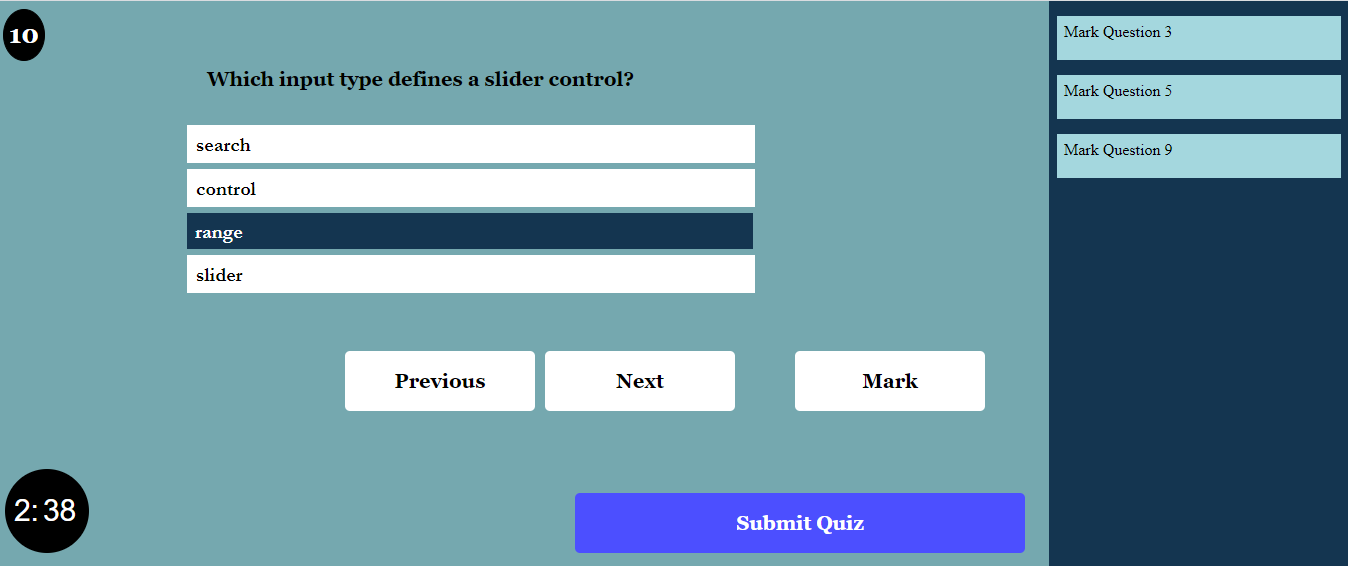 10
Which input type defines a slider control?
search
control
range
slider
Previous
Next
Mark
2:38
Submit Quiz
Mark Question 3
Mark Question 5
Mark Question 9